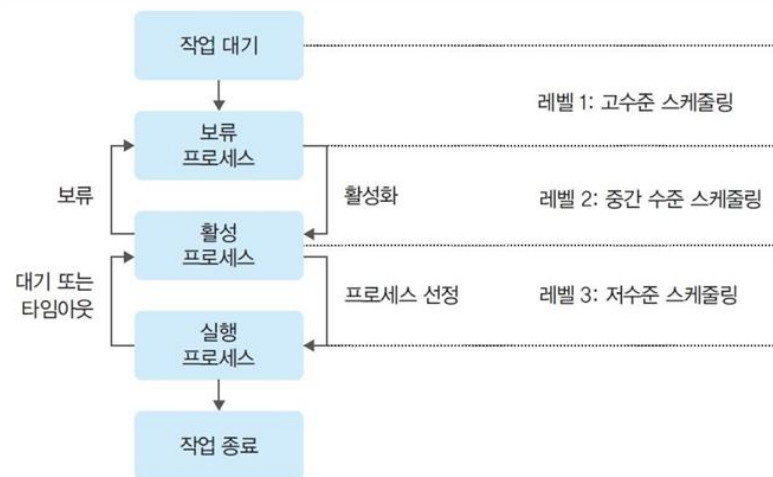 작업 대기
레벨 1: 고수준 스케줄링
보류
프로세스
보류
활성화
레벨 2: 중간 수준 스케줄링
활성
프로세스
대기 또는
타임아웃
프로세스 선정
레벨 3: 저수준 스케줄링
실행
프로세스
작업 종료